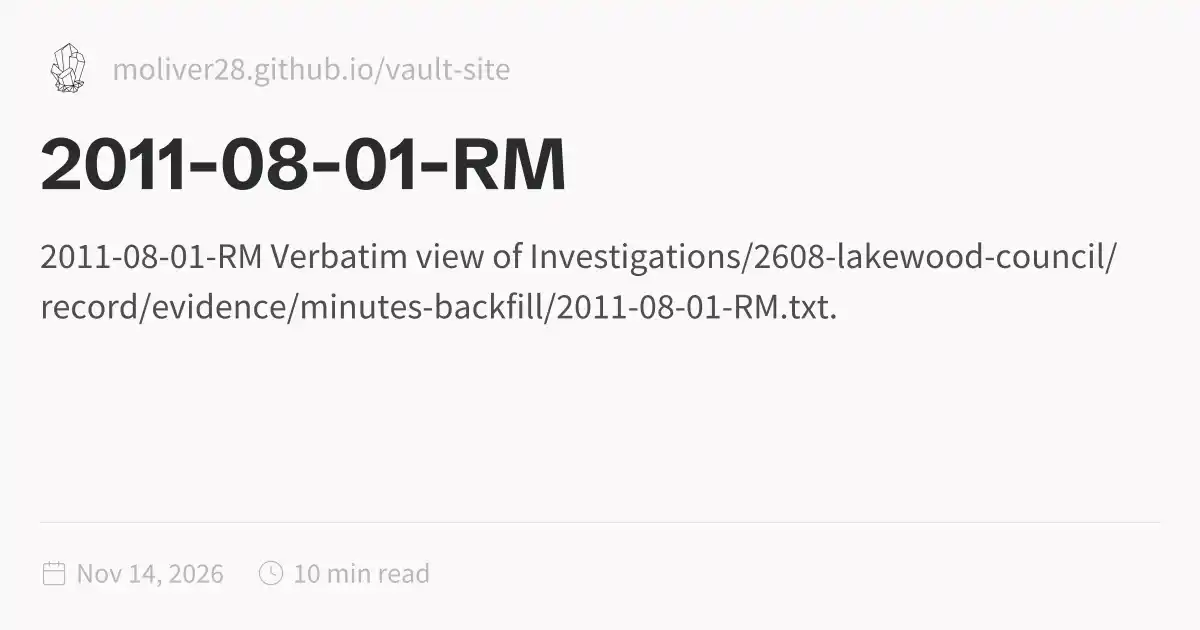 moliver28.github.io/vault-site
2011-08-01-RM
2011-08-01-RM Verbatim view of Investigations/2608-lakewood-council/
record/evidence/minutes-backfill/2011-08-01-RM.txt.
Nov 14, 2026 10 min read